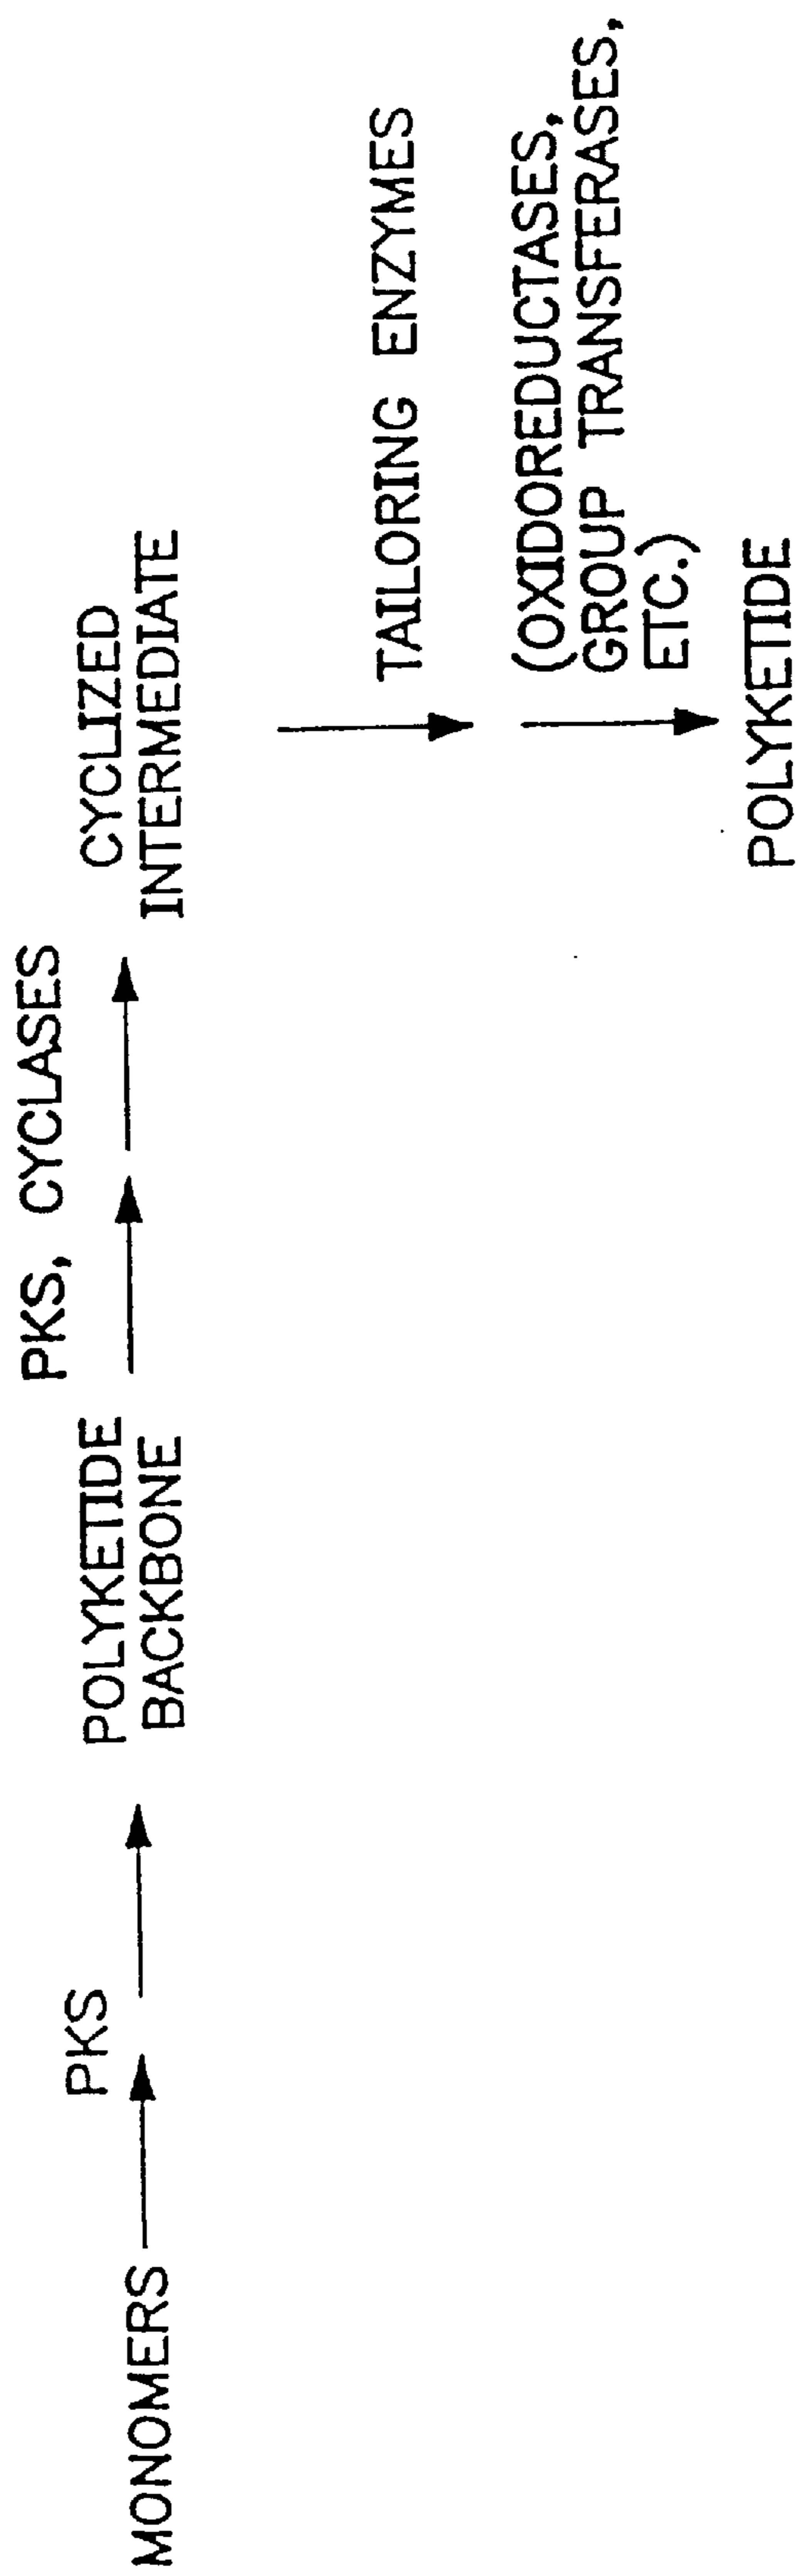 MONOMERS
PKS
POLYKETIDE
BACKBONE
PKS, CYCLASES
CYCLIZED
INTERMEDIATE
TAILORING ENZYMES
(OXIDOREDUCTASES,
GROUP TRANSFERASES,
ETC.)
POLYKETIDE